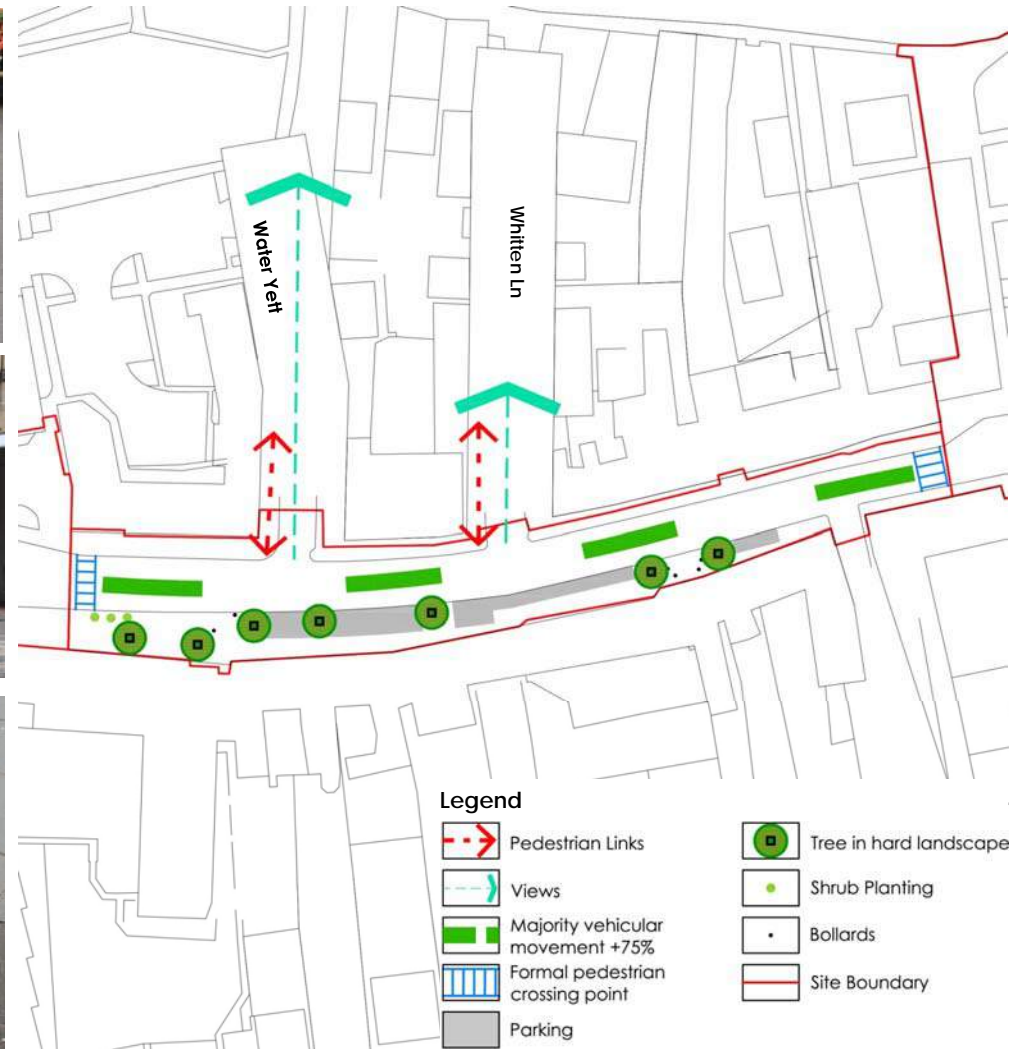 Water Yett
Whitten Ln
Legend
Pedestrian Links
Views
Majority vehicular
movement +75%
Formal pedestrian
crossing point
Parking
Tree in hard landscape
Shrub Planting
Bollards
Site Boundary